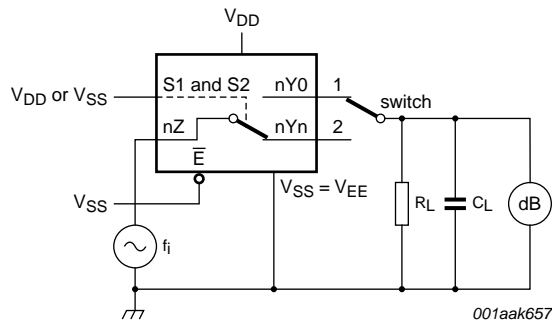 VDD
S1 and S2
nY0
1
switch
VDD or VSS
nZ
nYn
2
E
VSS
VSS = VEE
fi
RL
CL
dB
001aak657